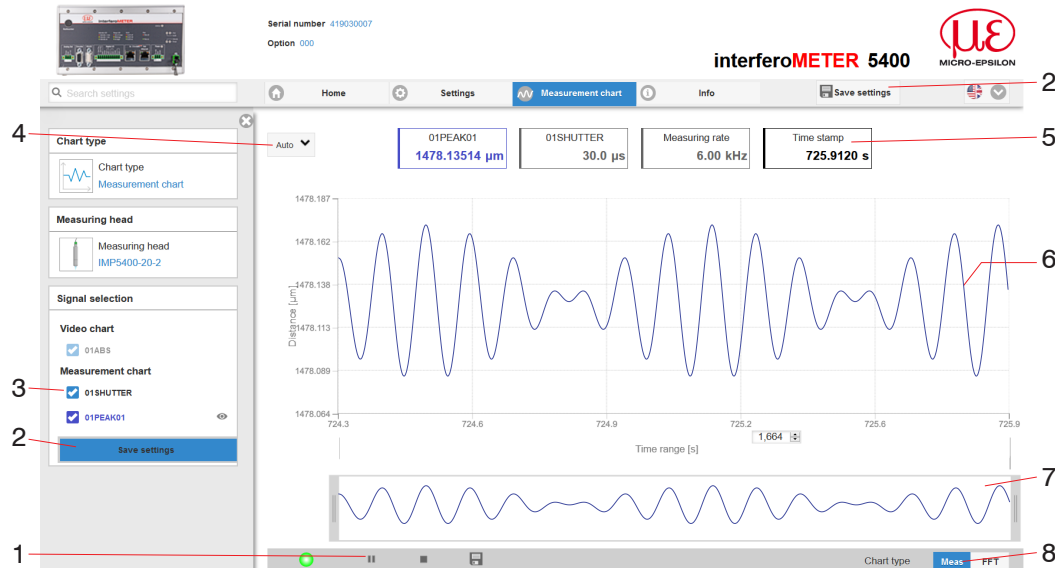 Serial number 419030007
Option 000
interferoMETER
interferoMETER 5400
με
MICRO-EPSILON
Search settings
Home
Settings
Measurement chart
Info
Save settings
2
4
Chart type
Chart type
Measurement chart
Auto
01PEAK01
1478.13514 µm
01SHUTTER
30.0 µs
Measuring rate
6.00 kHz
Time stamp
725.9120 s
5
Measuring head
Measuring head
IMP5400-20-2
Signal selection
Video chart
01ABS
Measurement chart
3
01SHUTTER
01PEAK01
2
Save settings
1478.187
1478.162
1478.138
1478.113
1478.089
1478.064
Distance [µm]
6
724.3
724.6
724.9
725.2
725.6
725.9
1,664
Time range [s]
7
1
Chart type
Meas
FFT
8